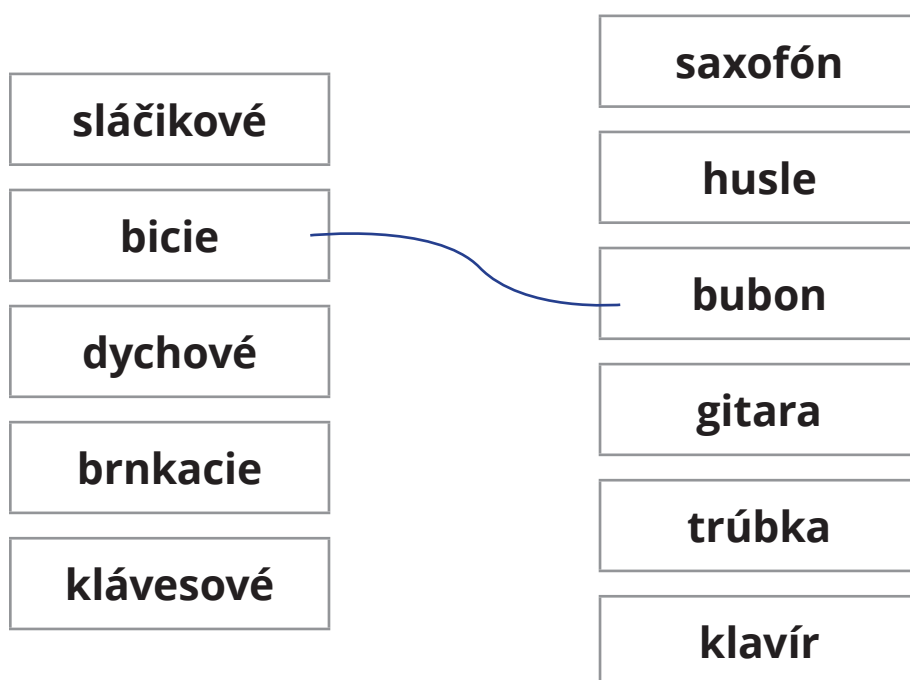 sláčikové
bicie
dychové
brnkacie
klávesové
saxofón
husle
bubon
gitara
trúbka
klavír